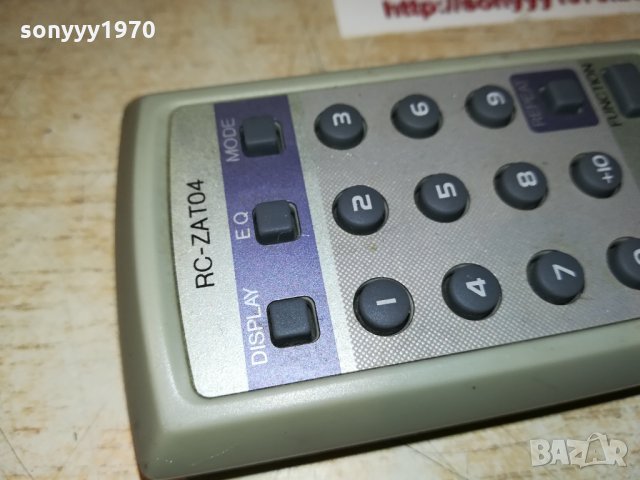 sonyyy1970
http://sonyyy1970.
RC-ZAT04
DISPLAY
EQ
MODE
1
2
3
4
5
6
7
8
9
+10
REPEAT
FUNCTION
BAZAR